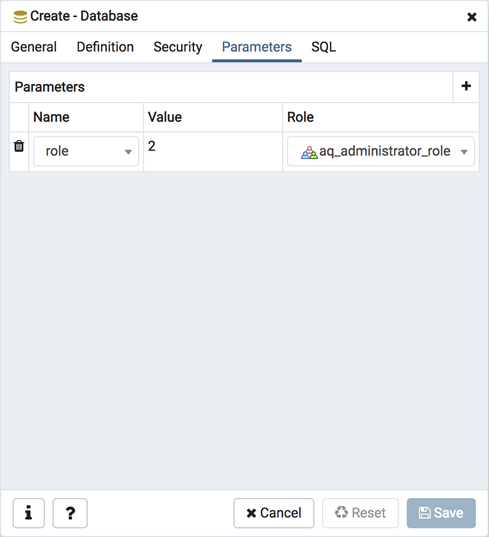 Create - Database
General Definition Security Parameters SQL
Parameters
Name Value Role
role 2 aq_administrator_role
i ? Cancel Reset Save